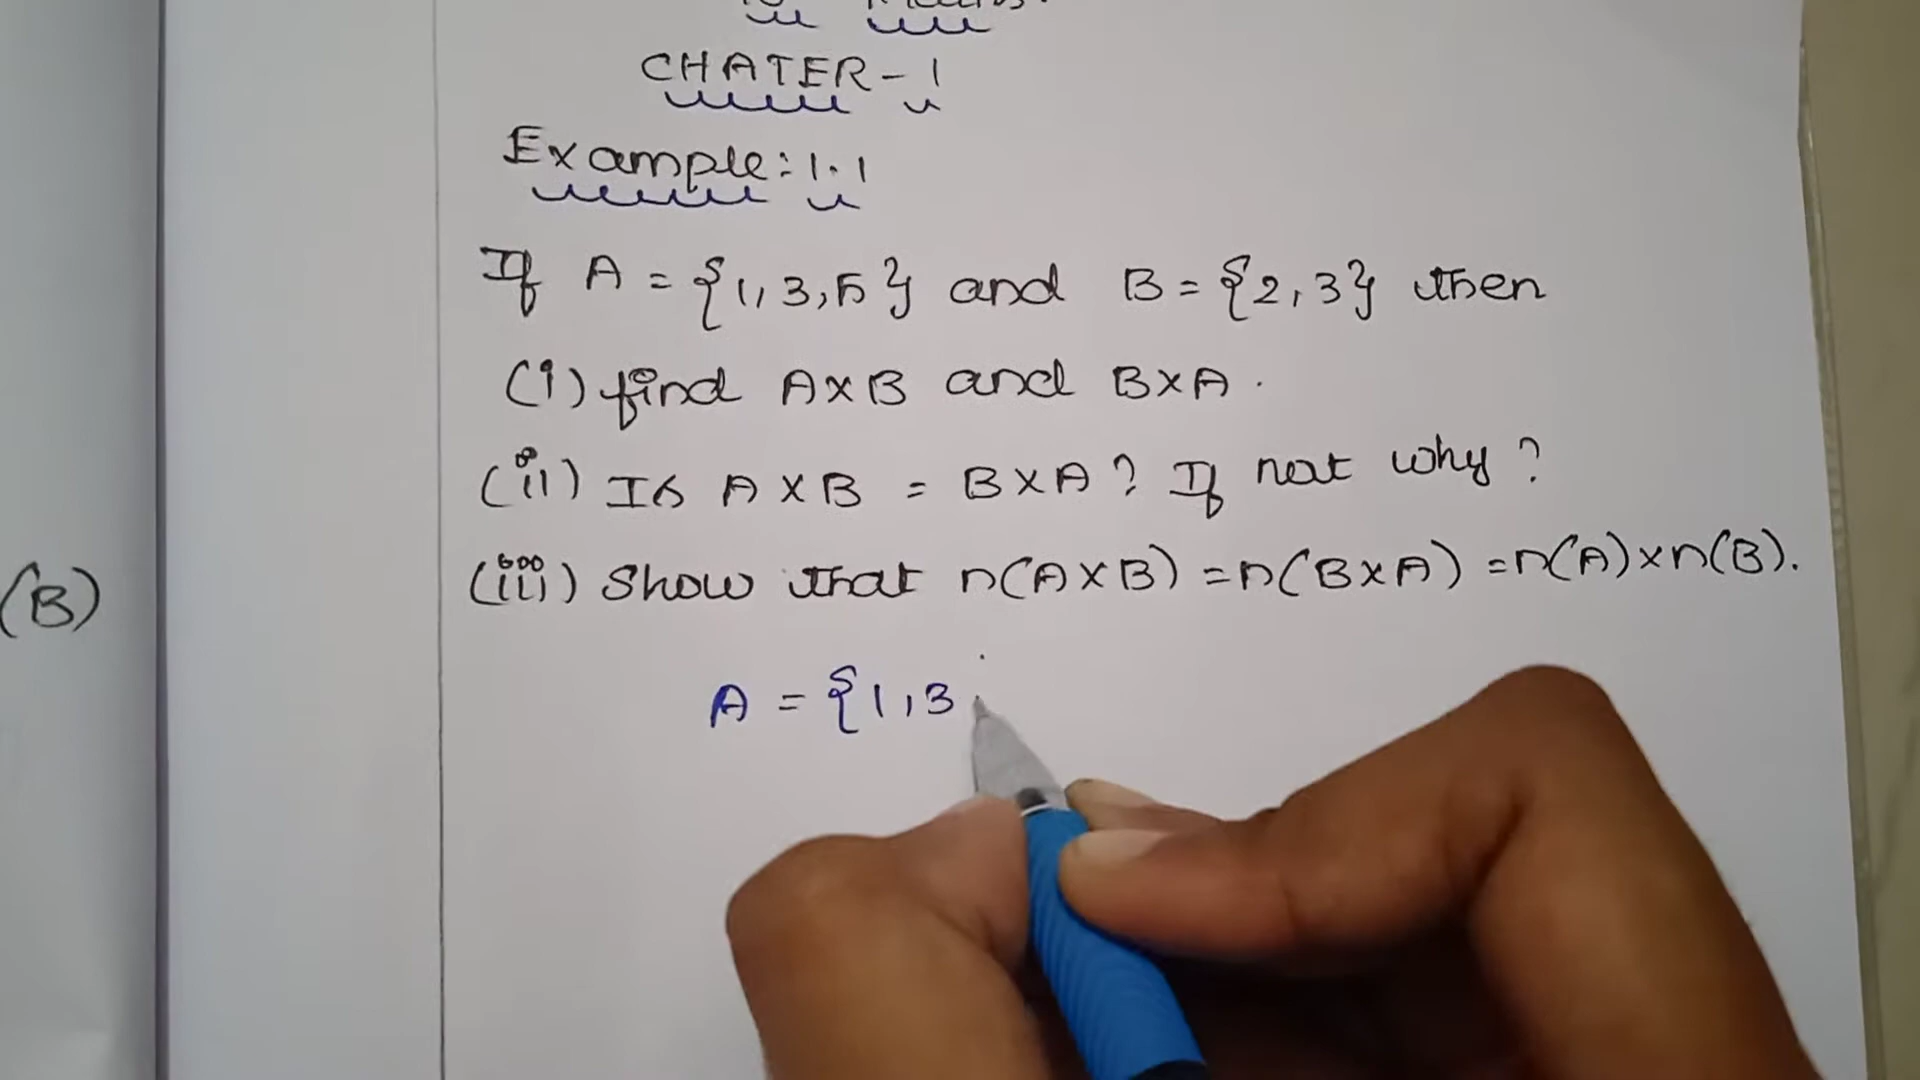 CHATER - 1
Example: 1.1
If A = {1, 3, 5} and B = {2, 3} then
(i) find A×B and B×A.
(ii) Is A×B = B×A? If not why?
(iii) Show that n(A×B) = n(B×A) = n(A)×n(B).
(B)
A = {1, 3